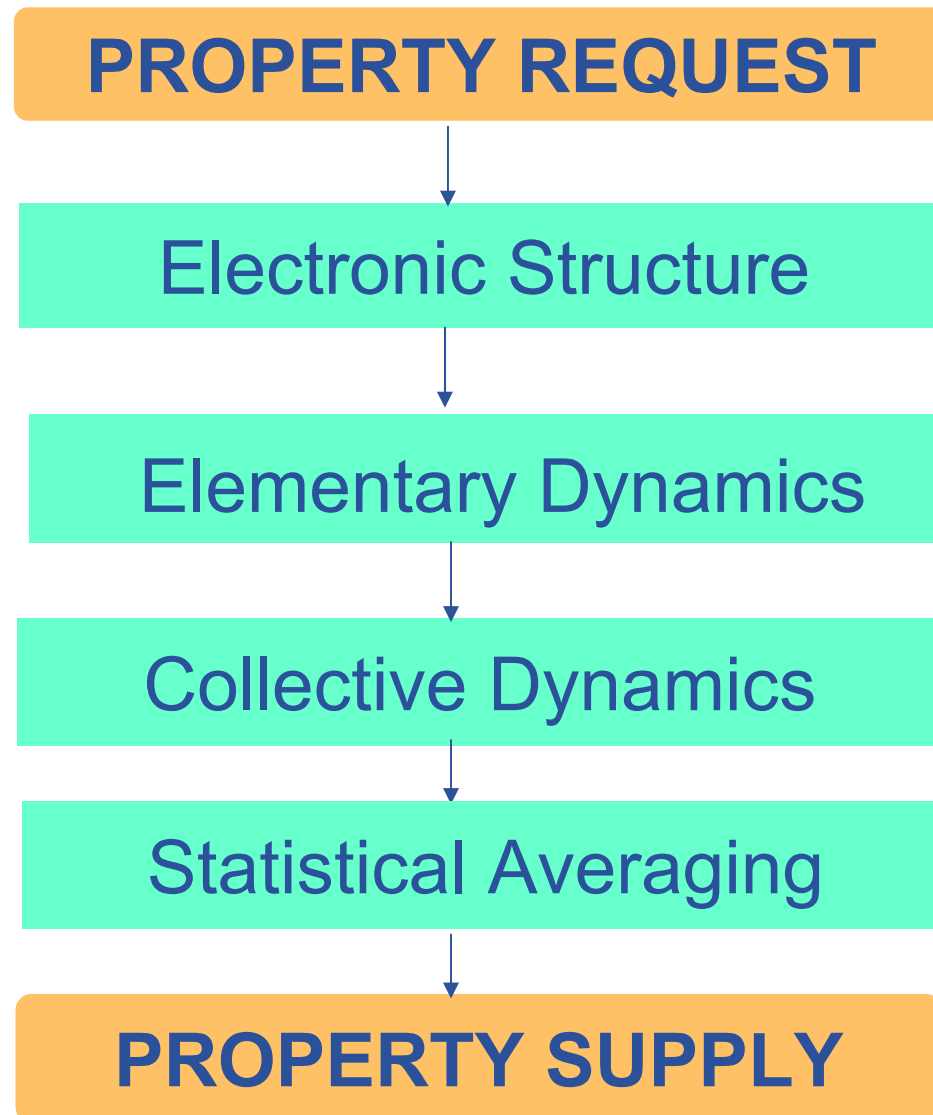 PROPERTY REQUEST
Electronic Structure
Elementary Dynamics
Collective Dynamics
Statistical Averaging
PROPERTY SUPPLY